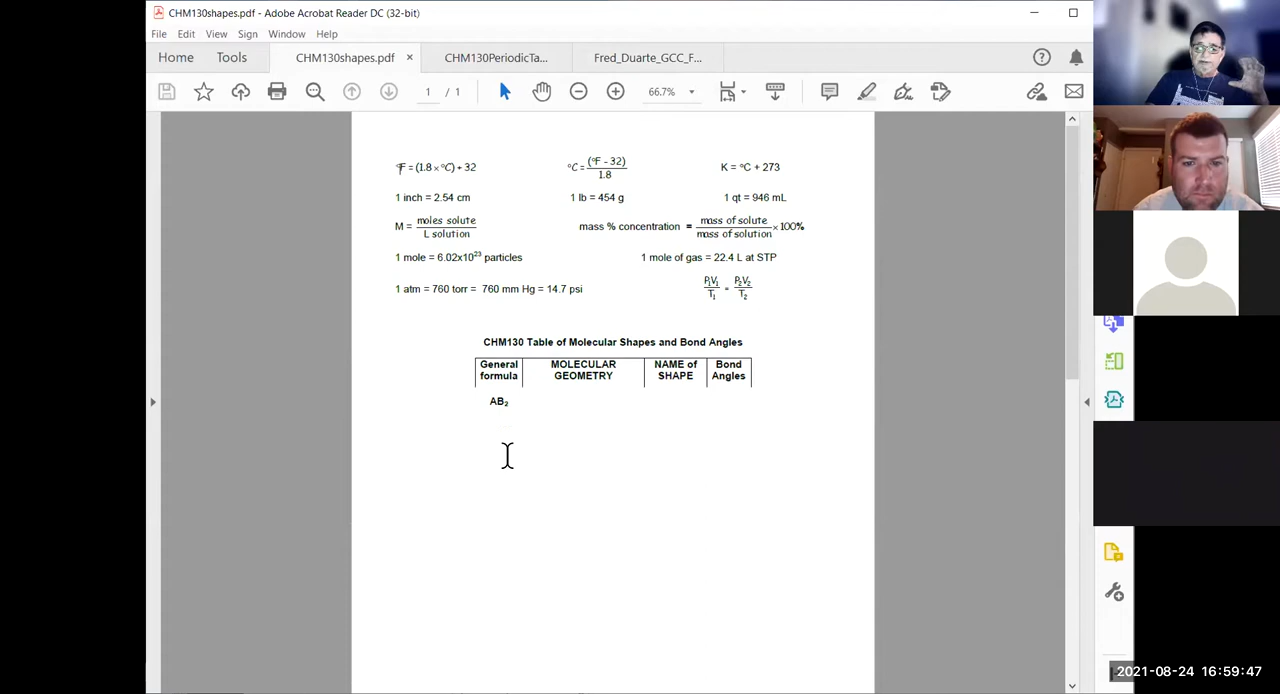 CHM130shapes.pdf - Adobe Acrobat Reader DC (32-bit)
File Edit View Sign Window Help
Home Tools CHM130shapes.pdf × CHM130PeriodicTa... Fred_Duarte_GCC_F...
1 / 1 66.7%
°F = (1.8 × °C) + 32 °C = (°F - 32) / 1.8 K = °C + 273
1 inch = 2.54 cm 1 lb = 454 g 1 qt = 946 mL
M = moles solute / L solution mass % concentration = mass of solute / mass of solution × 100%
1 mole = 6.02x10²³ particles 1 mole of gas = 22.4 L at STP
1 atm = 760 torr = 760 mm Hg = 14.7 psi P₁V₁ / T₁ = P₂V₂ / T₂
CHM130 Table of Molecular Shapes and Bond Angles
General formula MOLECULAR GEOMETRY NAME of SHAPE Bond Angles
AB₂
2021-08-24 16:59:47